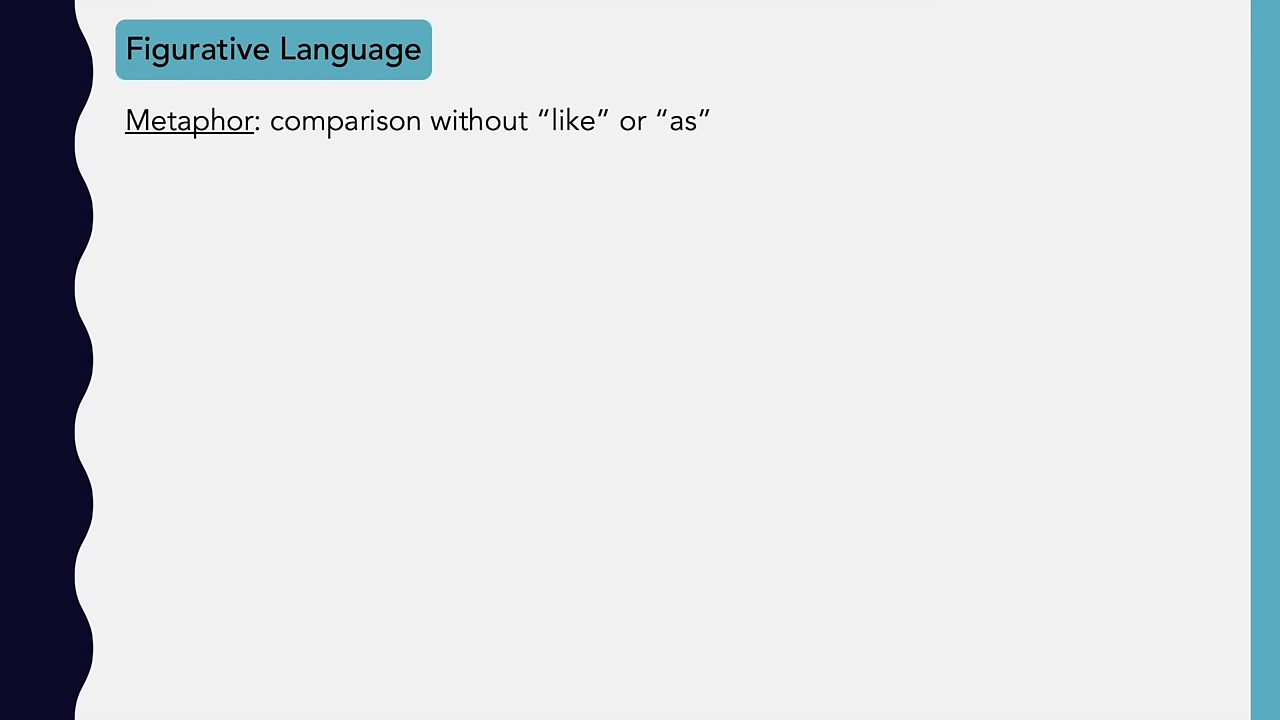 Figurative Language
Metaphor: comparison without “like” or “as”